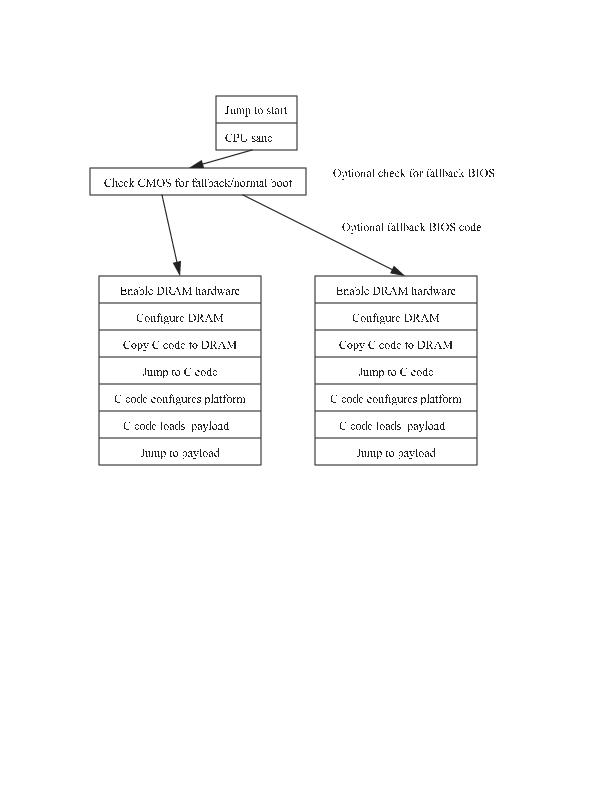 Jump to start
CPU sane
Check CMOS for fallback/normal boot
Optional check for fallback BIOS
Optional fallback BIOS code
Enable DRAM hardware
Configure DRAM
Copy C code to DRAM
Jump to C code
C code configures platform
C code loads payload
Jump to payload
Enable DRAM hardware
Configure DRAM
Copy C code to DRAM
Jump to C code
C code configures platform
C code loads payload
Jump to payload